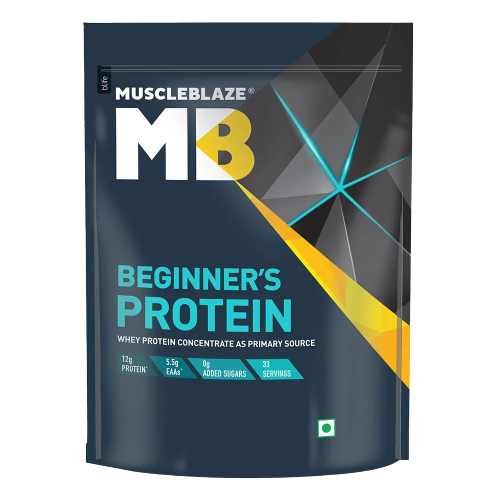 bLife
MUSCLEBLAZE®
MB
BEGINNER'S
PROTEIN
WHEY PROTEIN CONCENTRATE AS PRIMARY SOURCE
12g
PROTEIN*
5.5g
EAAs*
0g
ADDED SUGARS
33
SERVINGS